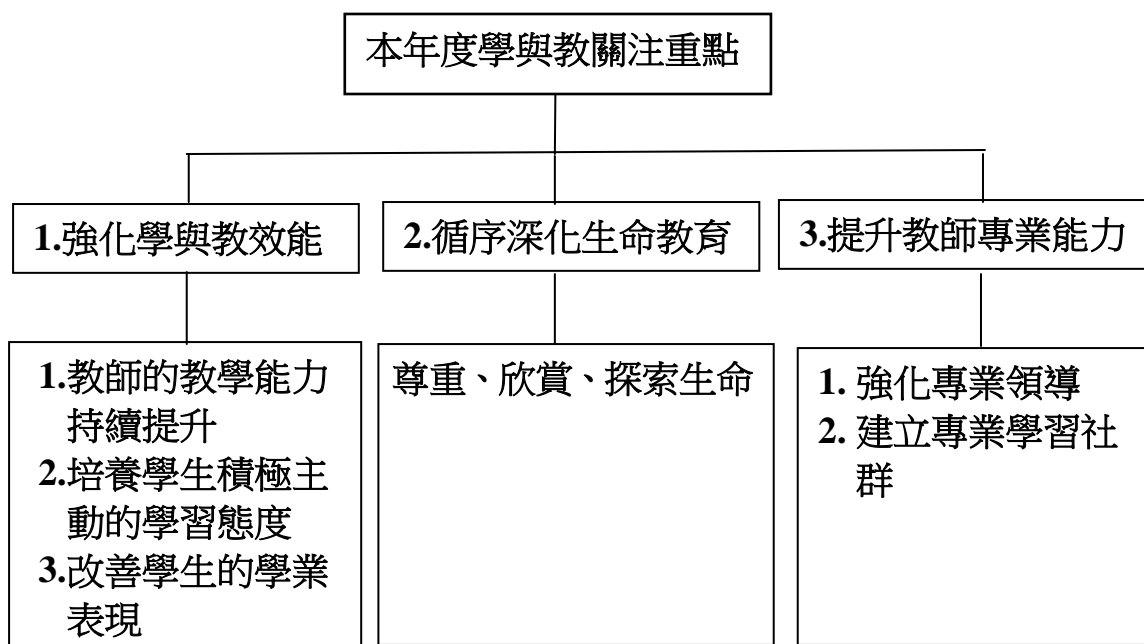 本年度學與教關注重點
1.強化學與教效能
2.循序深化生命教育
3.提升教師專業能力
1.教師的教學能力
持續提升
2.培養學生積極主
動的學習態度
3.改善學生的學業
表現
尊重、欣賞、探索生命
1. 強化專業領導
2. 建立專業學習社
群